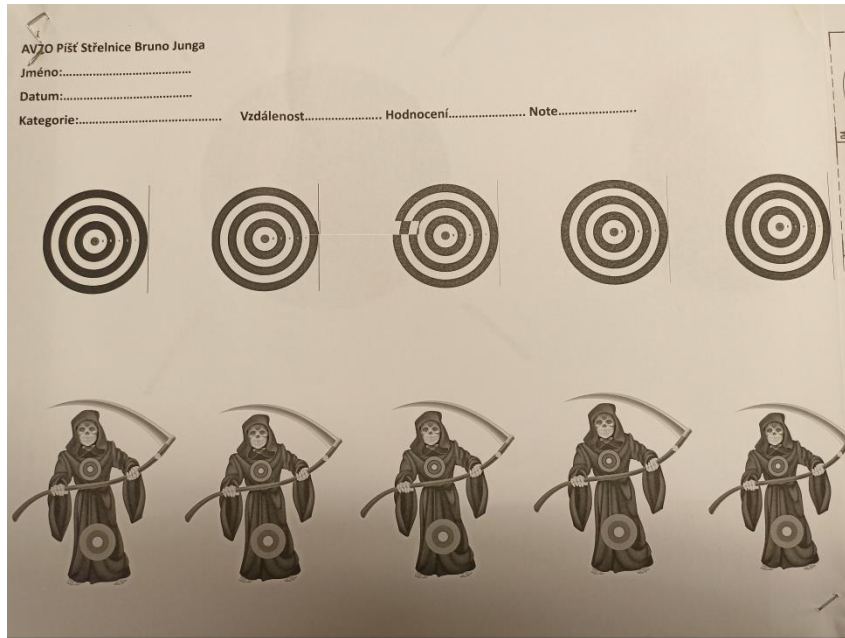 AVZO Píšť Střelnice Bruno Junga
Jméno:.......................................
Datum:.......................................
Kategorie:........................................... Vzdálenost....................... Hodnocení....................... Note........................